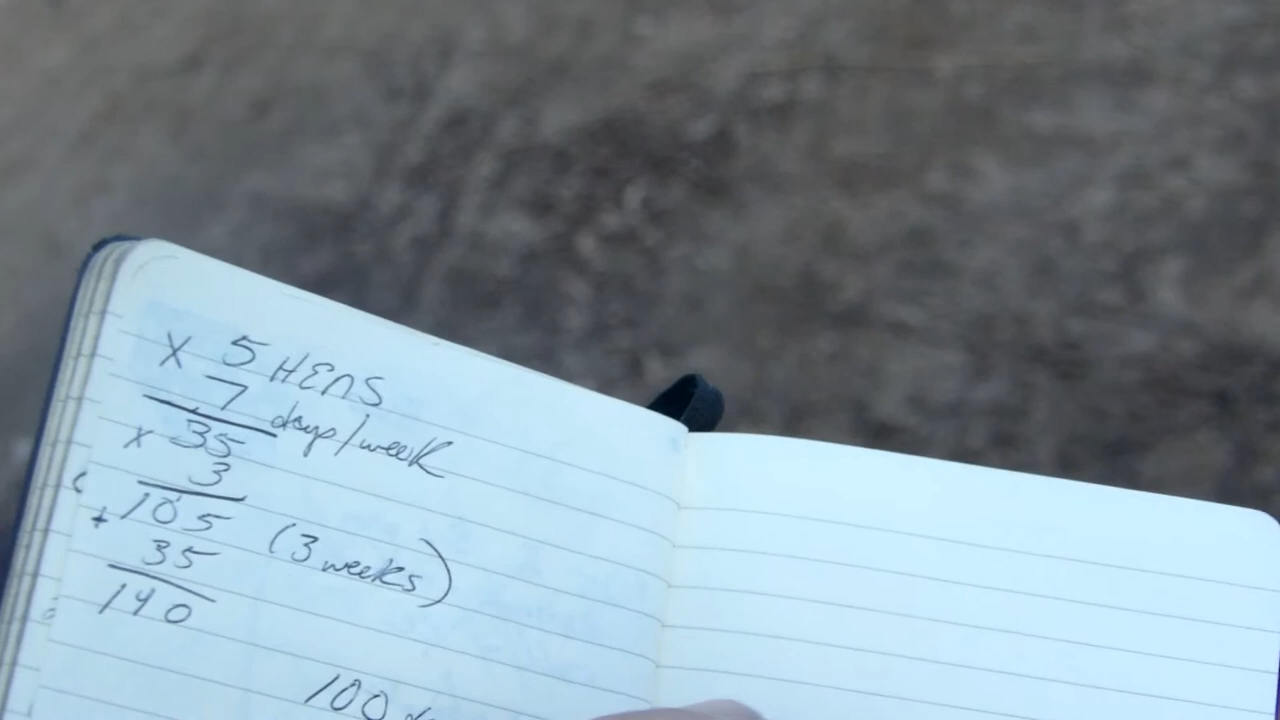 x 5 HENS
7 days/week
x 35
3
+ 105 (3 weeks)
35
140
100